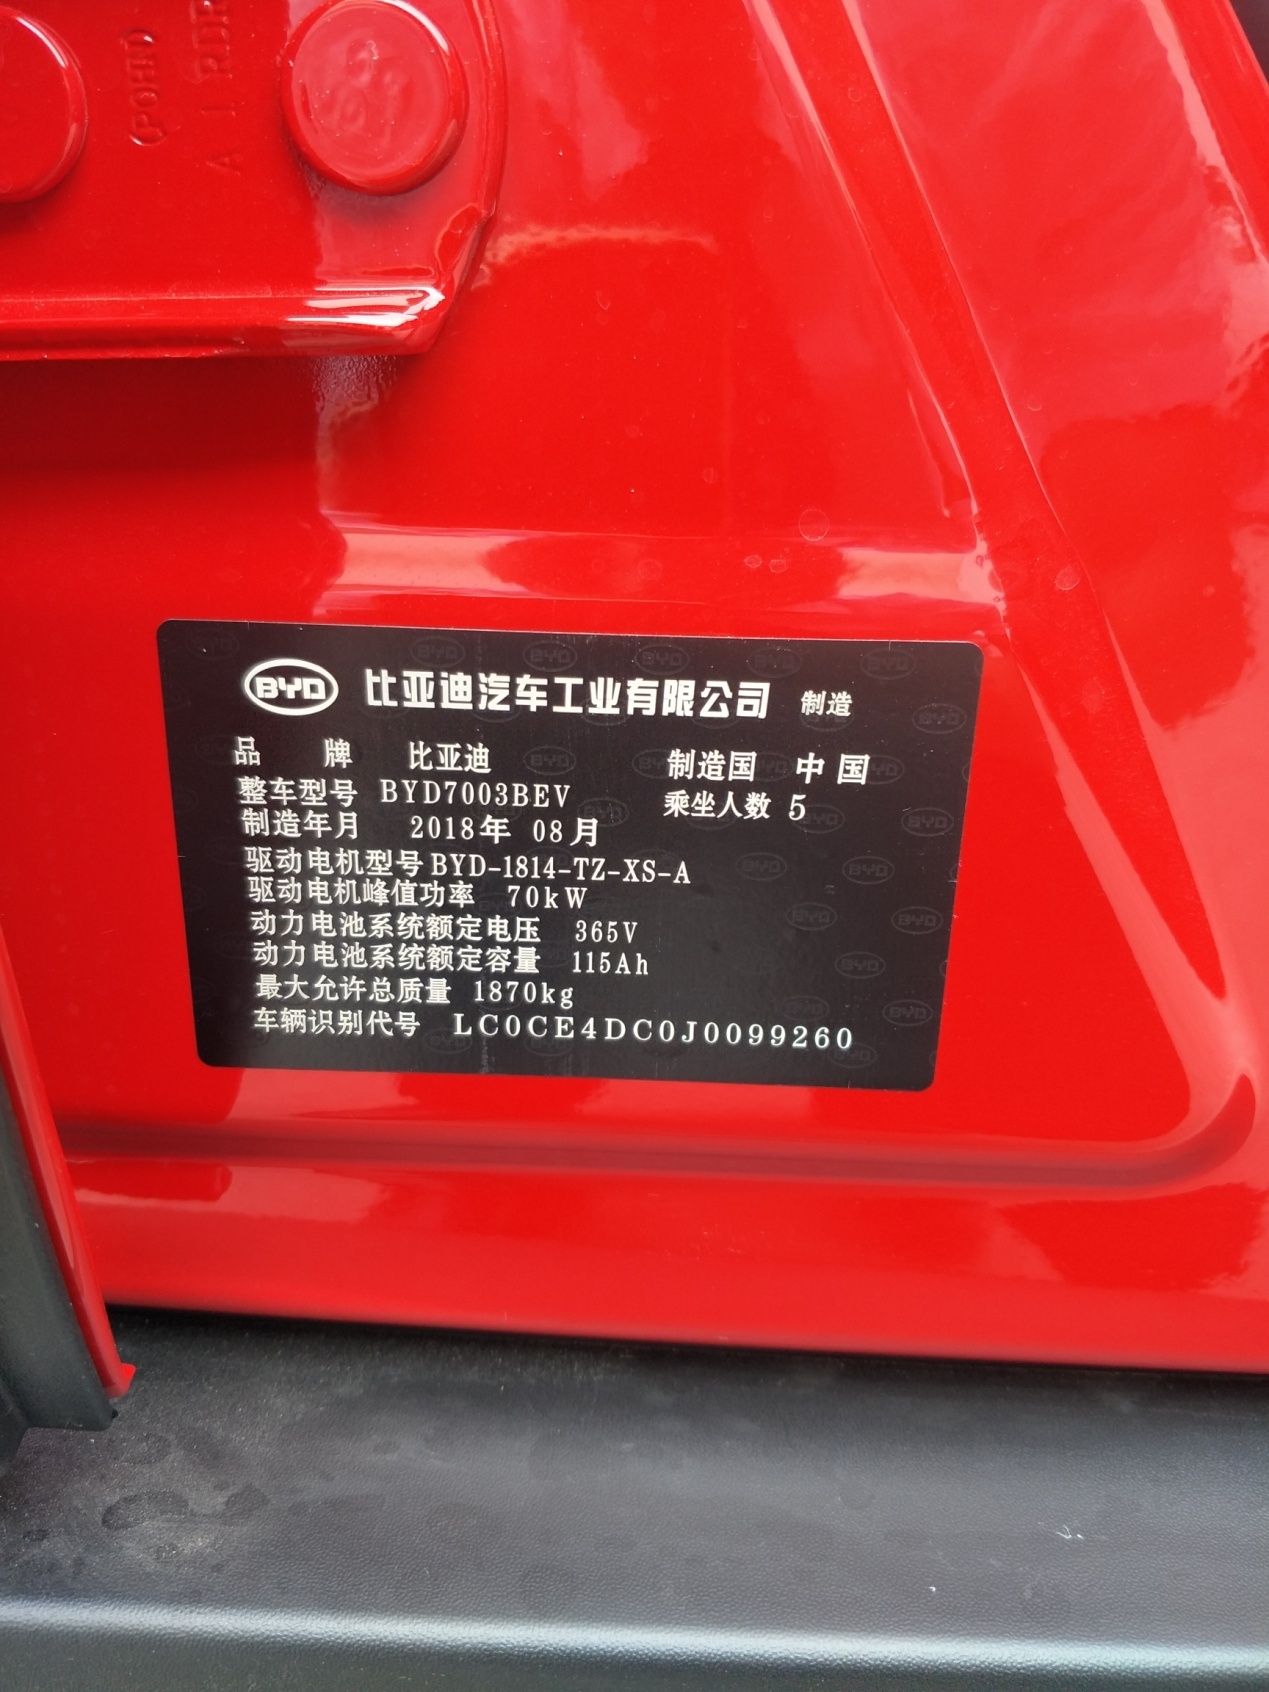 (POHD
A I RDR
BYD 比亚迪汽车工业有限公司 制造
品 牌 比亚迪 制造国 中国
整车型号 BYD7003BEV 乘坐人数 5
制造年月 2018年 08月
驱动电机型号 BYD-1814-TZ-XS-A
驱动电机峰值功率 70kW
动力电池系统额定电压 365V
动力电池系统额定容量 115Ah
最大允许总质量 1870kg
车辆识别代号 LC0CE4DC0J0099260